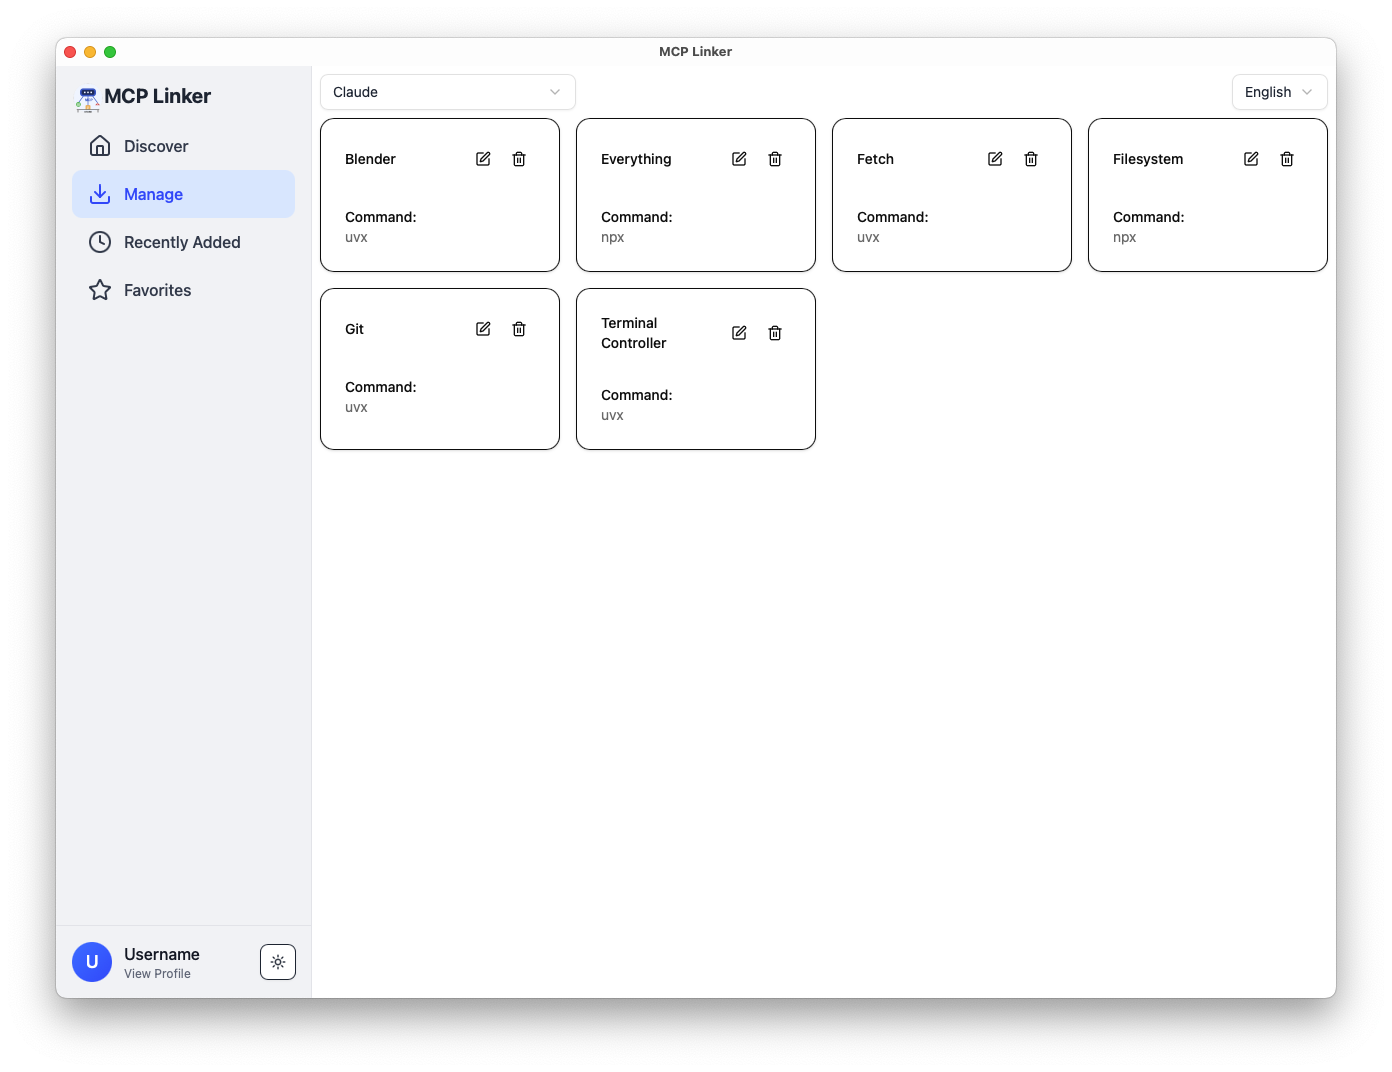 MCP Linker
MCP Linker
Discover
Manage
Recently Added
Favorites
Claude
English
Blender
Command:
uvx
Everything
Command:
npx
Fetch
Command:
uvx
Filesystem
Command:
npx
Git
Command:
uvx
Terminal
Controller
Command:
uvx
U
Username
View Profile